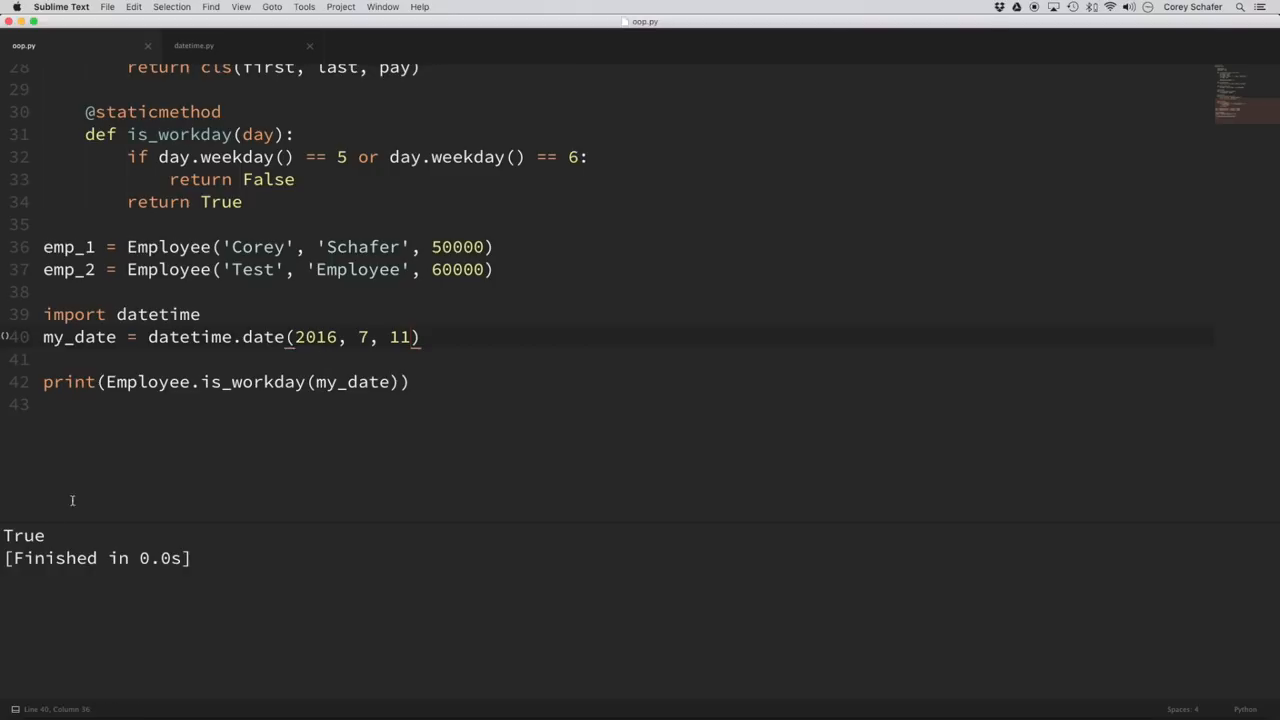 Sublime Text File Edit Selection Find View Goto Tools Project Window Help Corey Schafer
oop.py
oop.py datetime.py
28 return cls(first, last, pay)
29
30 @staticmethod
31 def is_workday(day):
32 if day.weekday() == 5 or day.weekday() == 6:
33 return False
34 return True
35
36 emp_1 = Employee('Corey', 'Schafer', 50000)
37 emp_2 = Employee('Test', 'Employee', 60000)
38
39 import datetime
40 my_date = datetime.date(2016, 7, 11)
41
42 print(Employee.is_workday(my_date))
43
True
[Finished in 0.0s]
Line 40, Column 36 Spaces: 4 Python